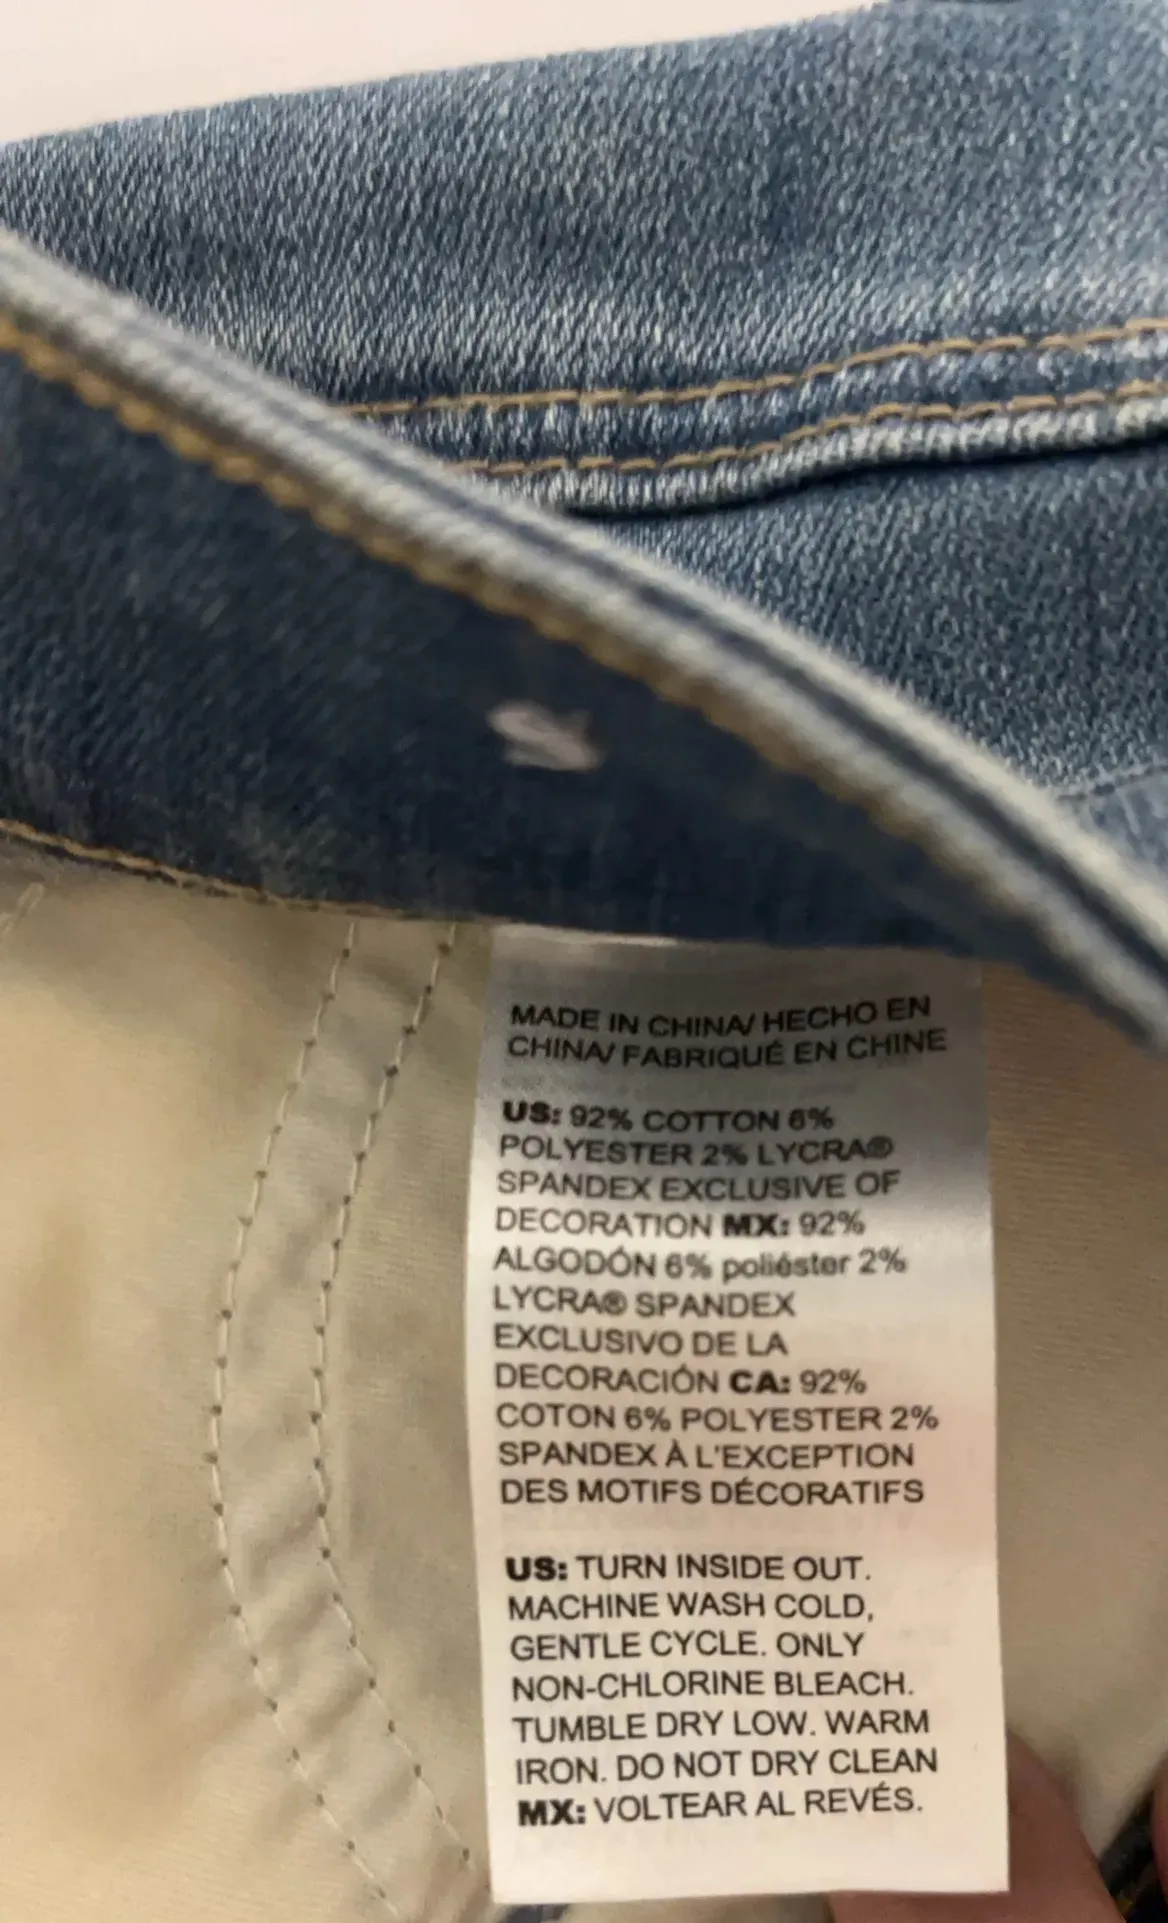 MADE IN CHINA/ HECHO EN
CHINA/ FABRIQUÉ EN CHINE
US: 92% COTTON 6%
POLYESTER 2% LYCRA®
SPANDEX EXCLUSIVE OF
DECORATION MX: 92%
ALGODÓN 6% poliéster 2%
LYCRA® SPANDEX
EXCLUSIVO DE LA
DECORACIÓN CA: 92%
COTON 6% POLYESTER 2%
SPANDEX À L'EXCEPTION
DES MOTIFS DÉCORATIFS
US: TURN INSIDE OUT.
MACHINE WASH COLD,
GENTLE CYCLE. ONLY
NON-CHLORINE BLEACH.
TUMBLE DRY LOW. WARM
IRON. DO NOT DRY CLEAN
MX: VOLTEAR AL REVÉS.